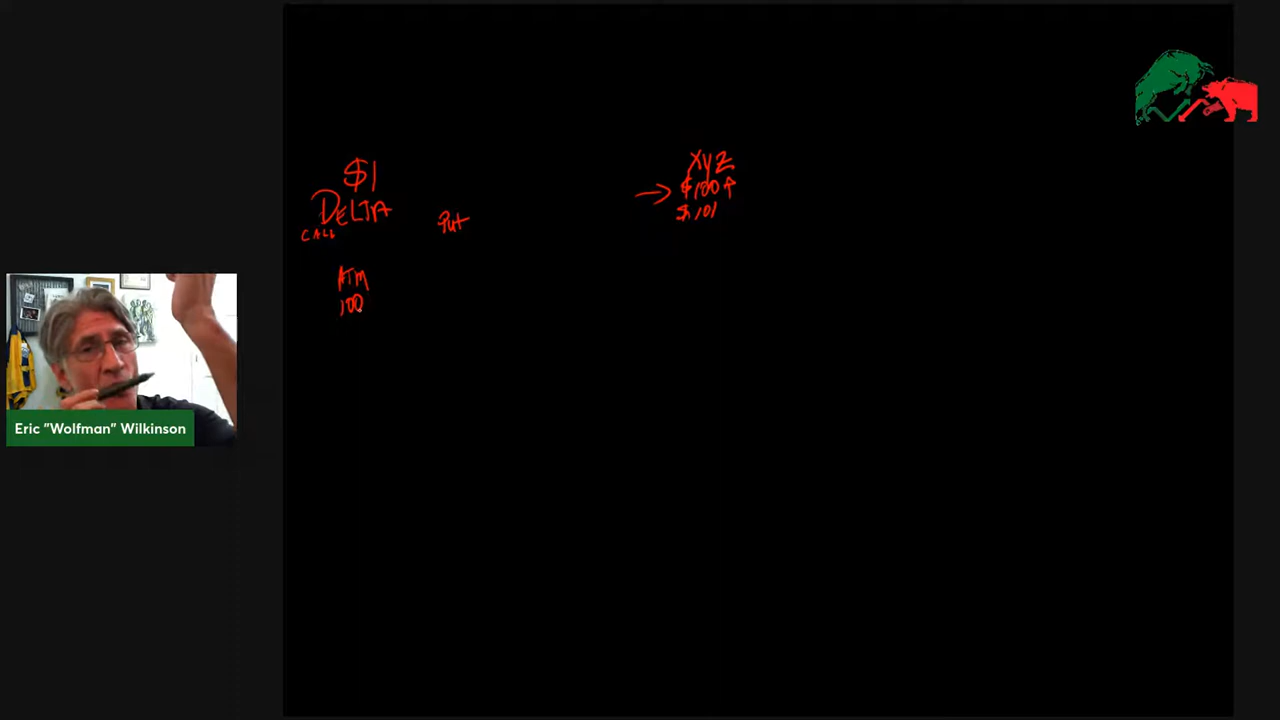 $1
DELTA
CALL
Put
ATM
100
XYZ
$100
$101
Eric "Wolfman" Wilkinson